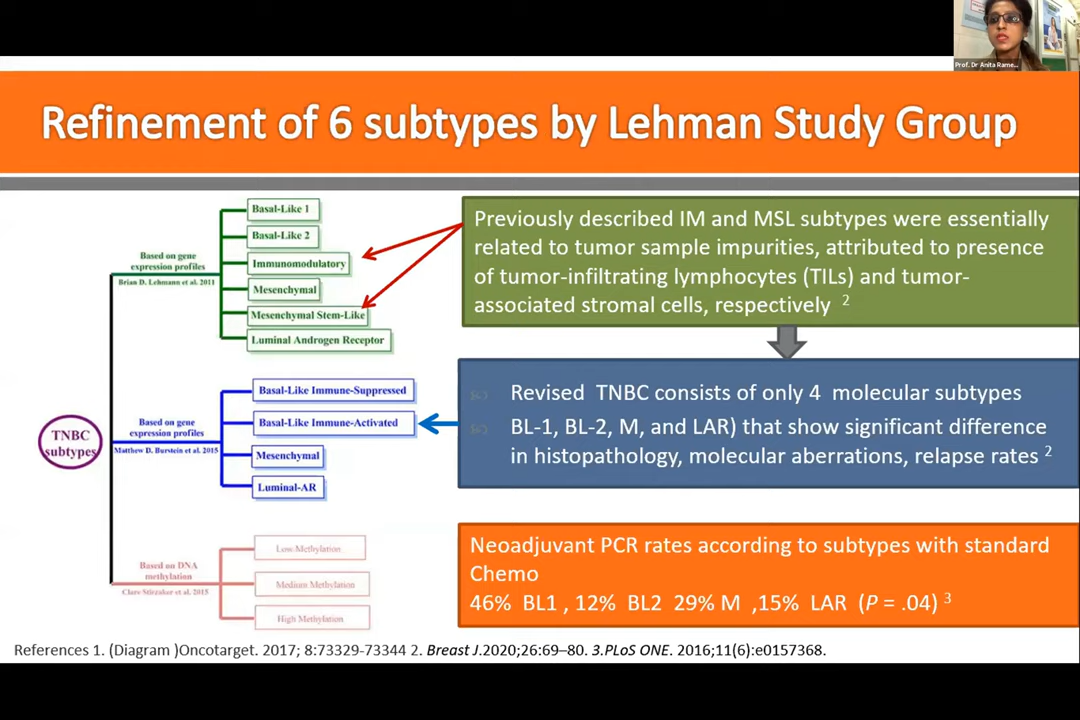 Prof. Dr Anita Rame...
Refinement of 6 subtypes by Lehman Study Group
Basal-Like 1
Basal-Like 2
Immunomodulatory
Mesenchymal
Mesenchymal Stem-Like
Luminal Androgen Receptor
Based on gene
expression profiles
Brian D. Lehmann et al. 2011
Basal-Like Immune-Suppressed
Basal-Like Immune-Activated
Mesenchymal
Luminal-AR
Based on gene
expression profiles
Matthew D. Burstein et al. 2015
TNBC
subtypes
Loss Methylation
Medium Methylation
High Methylation
Based on DNA
methylation
Clare Stirzaker et al. 2015
Previously described IM and MSL subtypes were essentially
related to tumor sample impurities, attributed to presence
of tumor-infiltrating lymphocytes (TILs) and tumor-
associated stromal cells, respectively 2
Revised TNBC consists of only 4 molecular subtypes
BL-1, BL-2, M, and LAR) that show significant difference
in histopathology, molecular aberrations, relapse rates 2
Neoadjuvant PCR rates according to subtypes with standard
Chemo
46% BL1 , 12% BL2 29% M ,15% LAR (P = .04) 3
References 1. (Diagram )Oncotarget. 2017; 8:73329-73344 2. Breast J.2020;26:69–80. 3.PLoS ONE. 2016;11(6):e0157368.